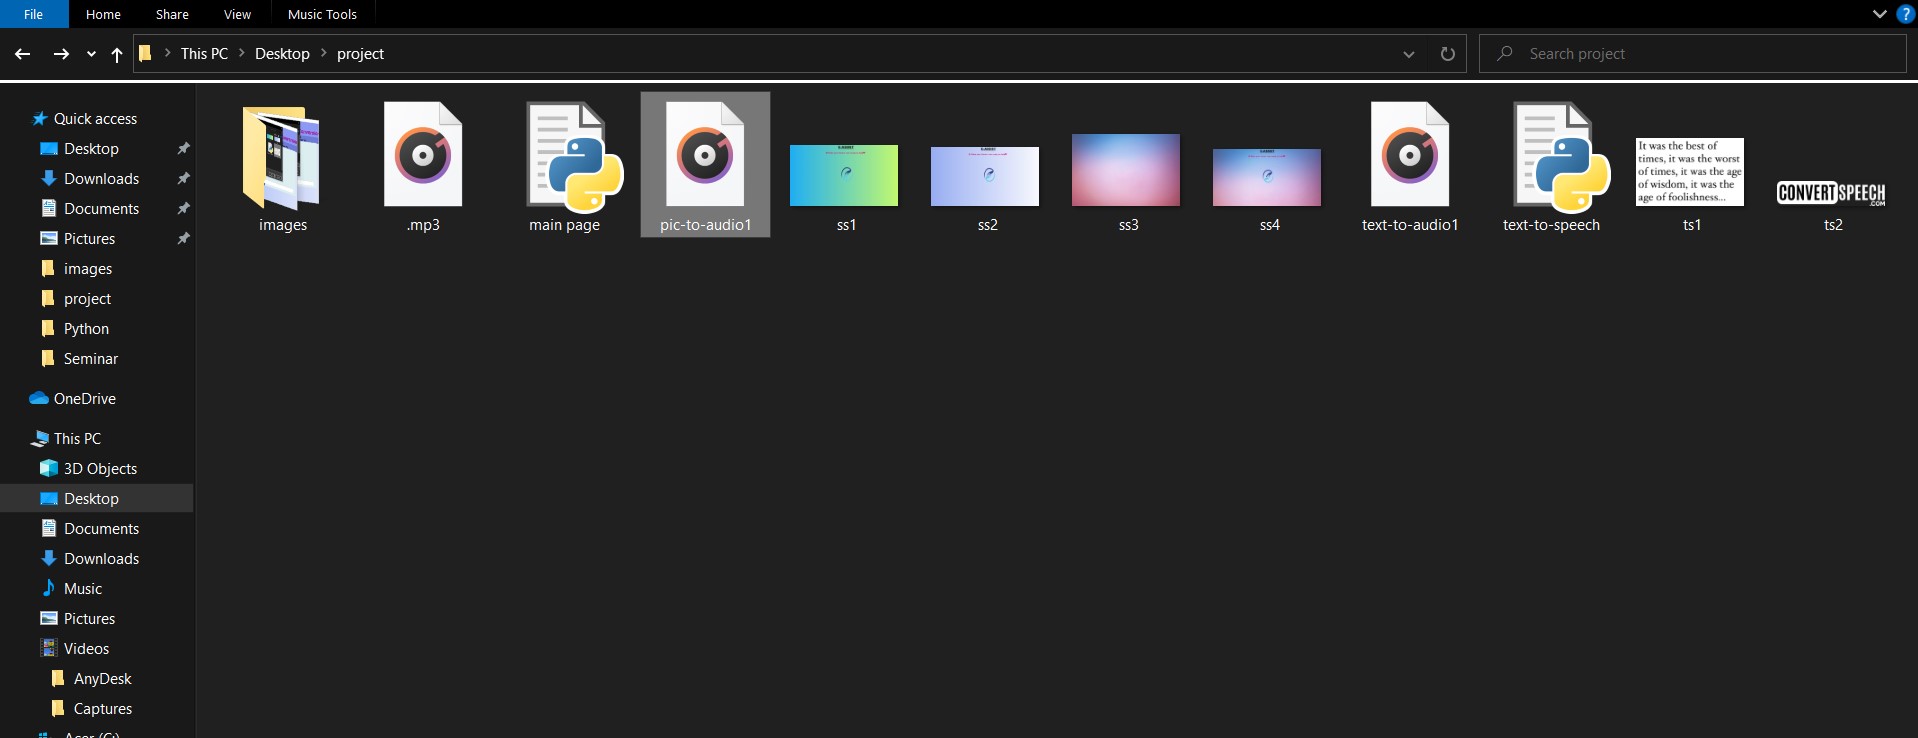 File Home Share View Music Tools
This PC > Desktop > project
Search project
Quick access
Desktop
Downloads
Documents
Pictures
images
project
Python
Seminar
OneDrive
This PC
3D Objects
Desktop
Documents
Downloads
Music
Pictures
Videos
AnyDesk
Captures
Acer (C:)
images
.mp3
main page
pic-to-audio1
ss1
ss2
ss3
ss4
text-to-audio1
text-to-speech
It was the best of
times, it was the worst
of times, it was the age
of wisdom, it was the
age of foolishness...
ts1
CONVERTSPEECH
.COM
ts2